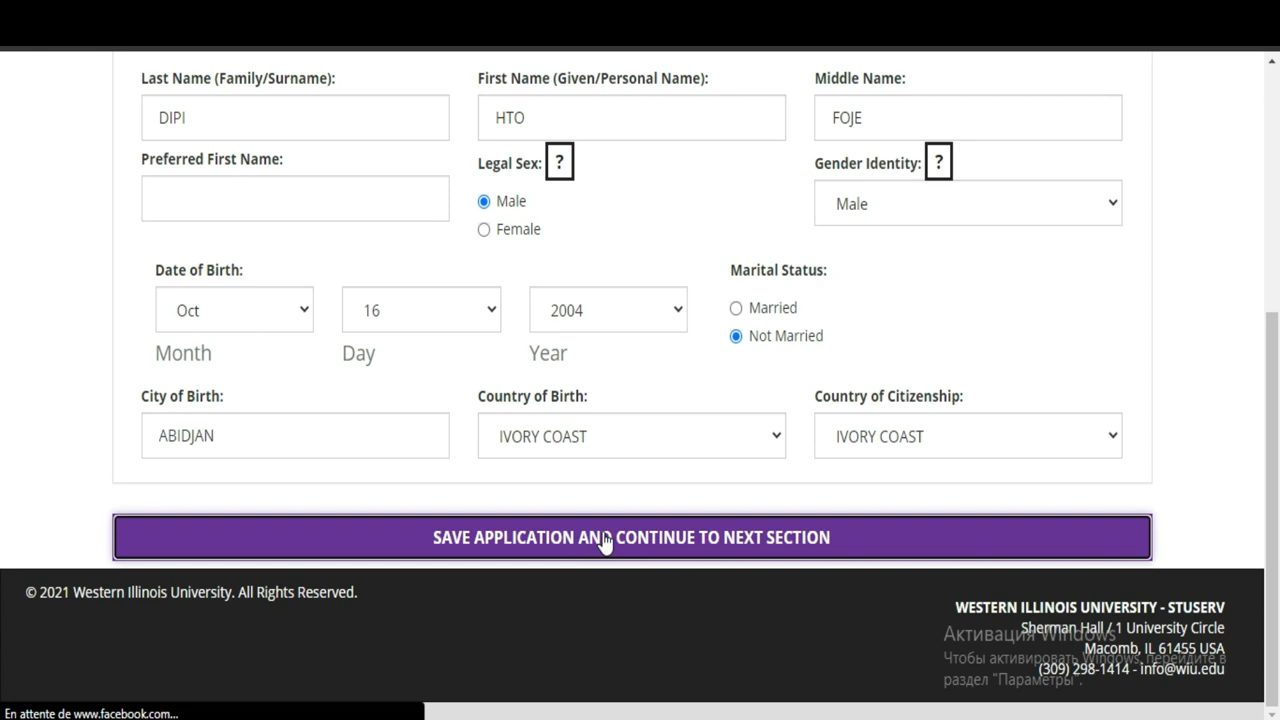 Last Name (Family/Surname):
First Name (Given/Personal Name):
Middle Name:
DIPI
HTO
FOJE
Preferred First Name:
Legal Sex: ?
Gender Identity: ?
Male
Female
Male
Date of Birth:
Marital Status:
Oct
16
2004
Married
Not Married
Month
Day
Year
City of Birth:
Country of Birth:
Country of Citizenship:
ABIDJAN
IVORY COAST
IVORY COAST
SAVE APPLICATION AND CONTINUE TO NEXT SECTION
© 2021 Western Illinois University. All Rights Reserved.
WESTERN ILLINOIS UNIVERSITY - STUSERV
Sherman Hall / 1 University Circle
Macomb, IL 61455 USA
(309) 298-1414 - info@wiu.edu
Активация Windows
Чтобы активировать Windows, перейдите в
раздел "Параметры".
En attente de www.facebook.com...